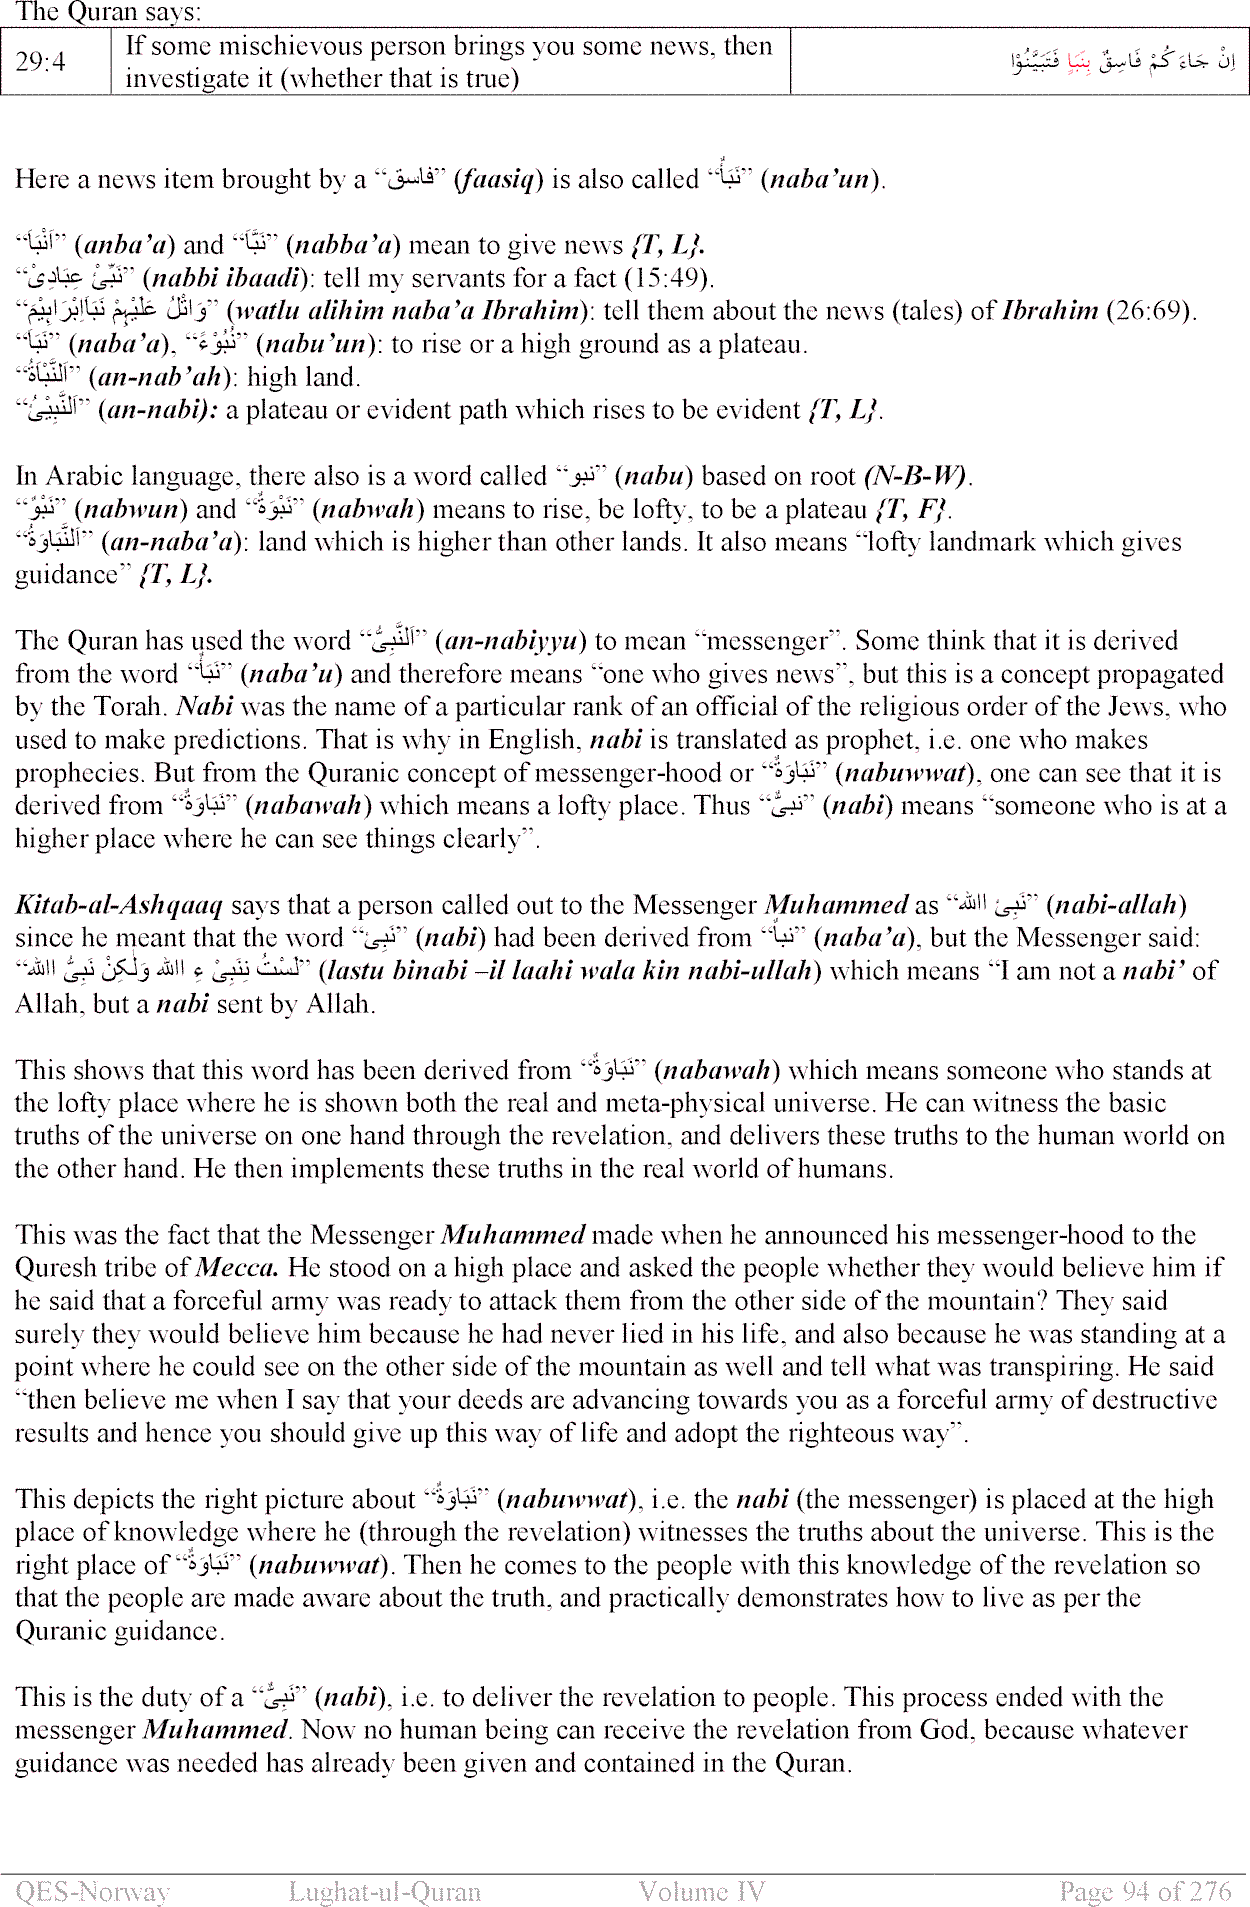 The Quran says:
29:4 If some mischievous person brings you some news, then اِنْ جَاءَ كُمْ فَاسِقٌ بِنَبَاٍ فَتَبَيَّنُوْا
investigate it (whether that is true)
Here a news item brought by a “فاسق” (faasiq) is also called “نَبَأٌ” (naba’un).
“اَنْبَاَ” (anba’a) and “نَبَّاَ” (nabba’a) mean to give news {T, L}.
“نَبِّئْ عِبَادِىْ” (nabbi ibaadi): tell my servants for a fact (15:49).
“وَ اتْلُ عَلَيْهِمْ نَبَاَاِبْرَاهِيْمَ” (watlu alihim naba’a Ibrahim): tell them about the news (tales) of Ibrahim (26:69).
“نَبَاَ” (naba’a), “نُبُوْءً” (nabu’un): to rise or a high ground as a plateau.
“اَلنَّبْاَةُ” (an-nab’ah): high land.
“اَلنَّبِيْئُ” (an-nabi): a plateau or evident path which rises to be evident {T, L}.
In Arabic language, there also is a word called “نبو” (nabu) based on root (N-B-W).
“نَبْوٌ” (nabwun) and “نَبْوَةٌ” (nabwah) means to rise, be lofty, to be a plateau {T, F}.
“اَلنَّبَاوَةُ” (an-naba’a): land which is higher than other lands. It also means “lofty landmark which gives
guidance” {T, L}.
The Quran has used the word “اَلنَّبِىُّ” (an-nabiyyu) to mean “messenger”. Some think that it is derived
from the word “نَبَأٌ” (naba’u) and therefore means “one who gives news”, but this is a concept propagated
by the Torah. Nabi was the name of a particular rank of an official of the religious order of the Jews, who
used to make predictions. That is why in English, nabi is translated as prophet, i.e. one who makes
prophecies. But from the Quranic concept of messenger-hood or “نَبَاوَةٌ” (nabuwwat), one can see that it is
derived from “نَبَاوَةٌ” (nabawah) which means a lofty place. Thus “نبىٌّ” (nabi) means “someone who is at a
higher place where he can see things clearly”.
Kitab-al-Ashqaaq says that a person called out to the Messenger Muhammed as “نَبِئ االله” (nabi-allah)
since he meant that the word “نَبِئ” (nabi) had been derived from “نبأ” (naba’a), but the Messenger said:
“لَسْتُ بِنَبِىْ ءِ االله وَلٰكِنْ نَبِىُّ االله” (lastu binabi –il laahi wala kin nabi-ullah) which means “I am not a nabi’ of
Allah, but a nabi sent by Allah.
This shows that this word has been derived from “نَبَاوَةٌ” (nabawah) which means someone who stands at
the lofty place where he is shown both the real and meta-physical universe. He can witness the basic
truths of the universe on one hand through the revelation, and delivers these truths to the human world on
the other hand. He then implements these truths in the real world of humans.
This was the fact that the Messenger Muhammed made when he announced his messenger-hood to the
Quresh tribe of Mecca. He stood on a high place and asked the people whether they would believe him if
he said that a forceful army was ready to attack them from the other side of the mountain? They said
surely they would believe him because he had never lied in his life, and also because he was standing at a
point where he could see on the other side of the mountain as well and tell what was transpiring. He said
“then believe me when I say that your deeds are advancing towards you as a forceful army of destructive
results and hence you should give up this way of life and adopt the righteous way”.
This depicts the right picture about “نَبَاوَةٌ” (nabuwwat), i.e. the nabi (the messenger) is placed at the high
place of knowledge where he (through the revelation) witnesses the truths about the universe. This is the
right place of “نَبَاوَةٌ” (nabuwwat). Then he comes to the people with this knowledge of the revelation so
that the people are made aware about the truth, and practically demonstrates how to live as per the
Quranic guidance.
This is the duty of a “نَبِىٌّ” (nabi), i.e. to deliver the revelation to people. This process ended with the
messenger Muhammed. Now no human being can receive the revelation from God, because whatever
guidance was needed has already been given and contained in the Quran.
QES-Norway Lughat-ul-Quran Volume IV Page 94 of 276